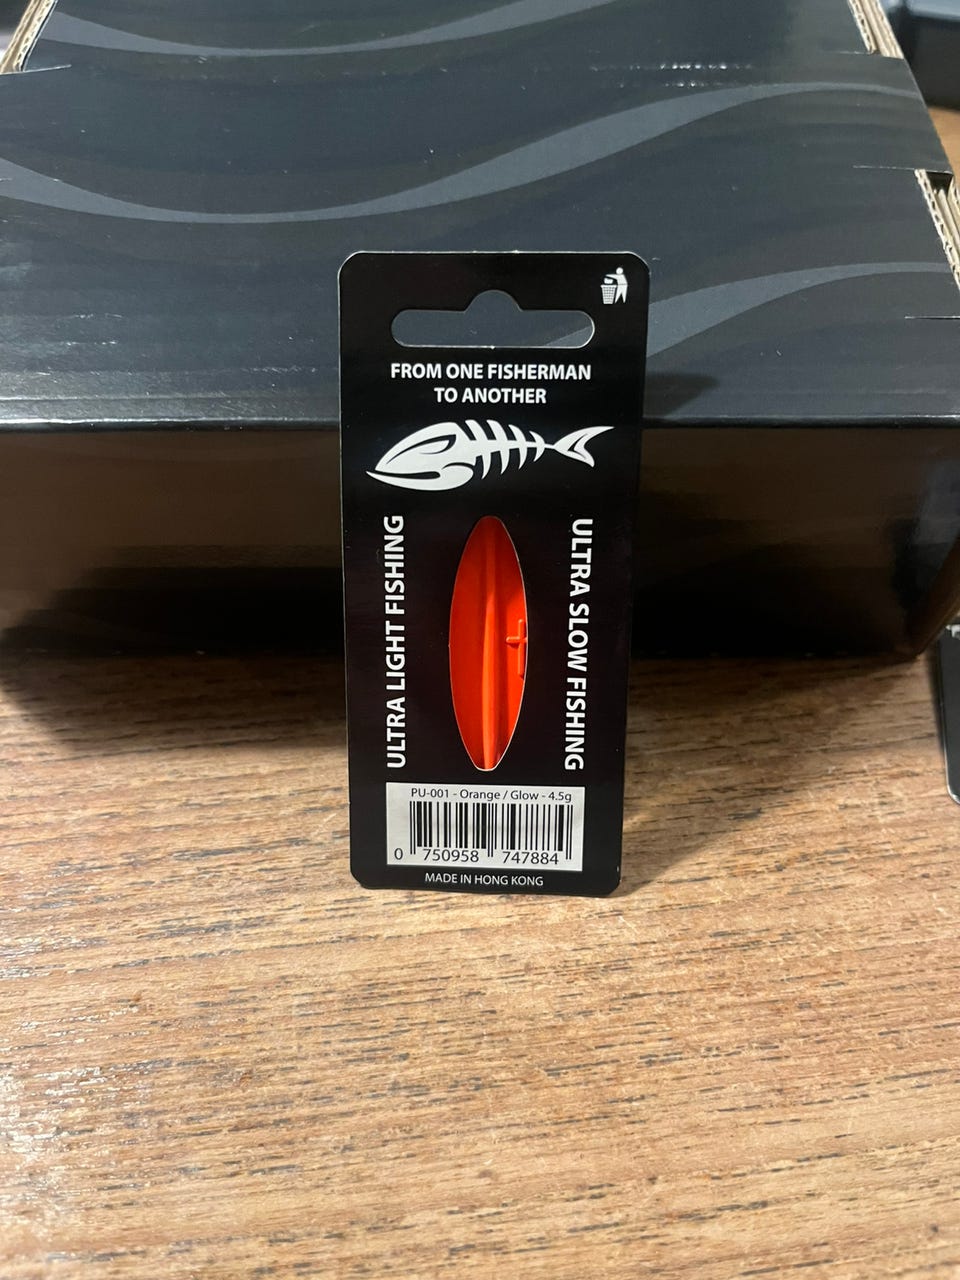 FROM ONE FISHERMAN
TO ANOTHER
ULTRA LIGHT FISHING
ULTRA SLOW FISHING
PU-001 - Orange / Glow - 4.5g
0 750958 747884
MADE IN HONG KONG